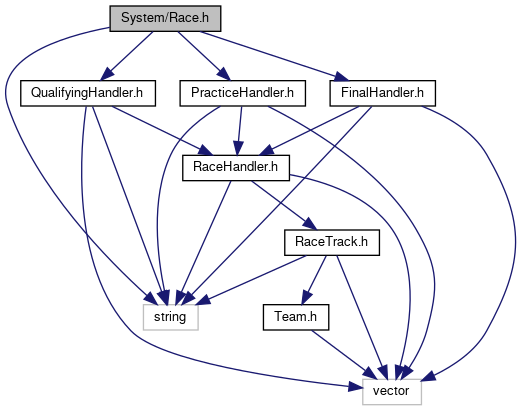 System/Race.h
QualifyingHandler.h
PracticeHandler.h
FinalHandler.h
RaceHandler.h
RaceTrack.h
string
Team.h
vector